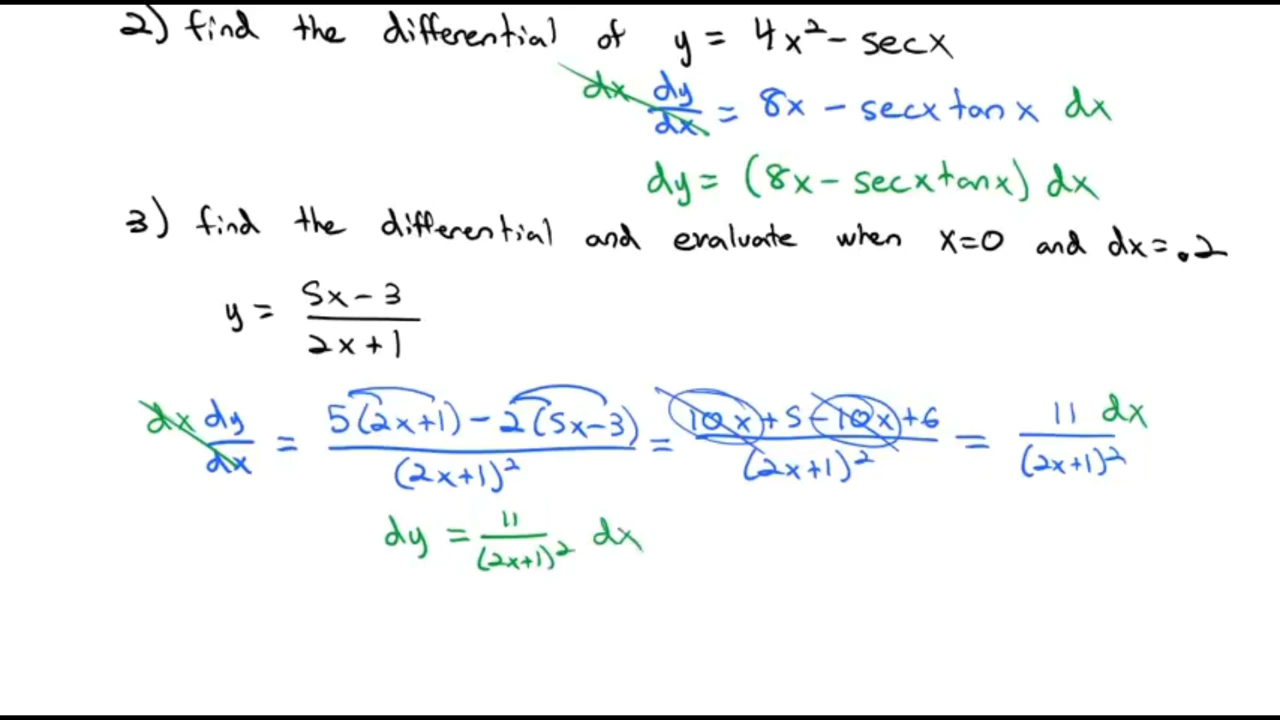 2) find the differential of y = 4x² - secx
dx dy/dx = 8x - secx tanx dx
dy = (8x - secxtanx) dx
3) find the differential and evaluate when x=0 and dx=.2
y = (5x-3)/(2x+1)
dx dy/dx = (5(2x+1)-2(5x-3))/(2x+1)² = (10x+5-10x+6)/(2x+1)² = 11/(2x+1)² dx
dy = 11/(2x+1)² dx